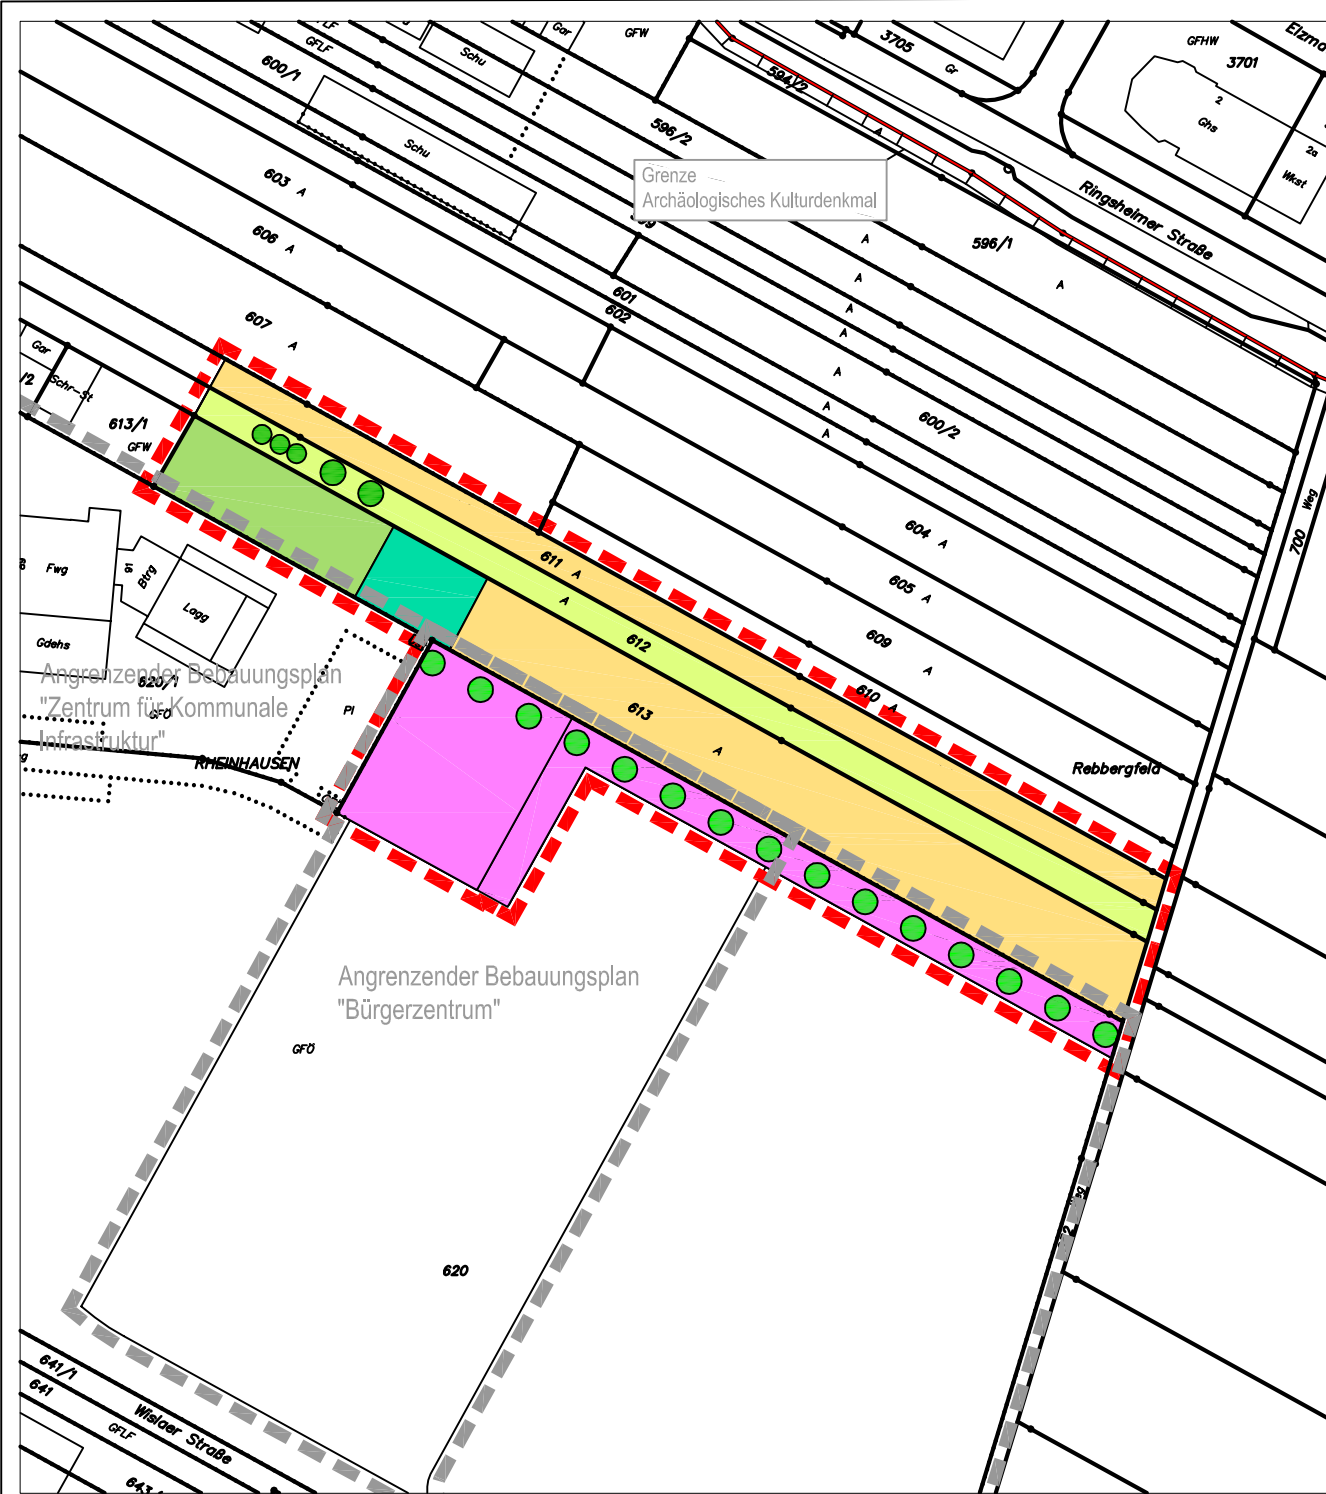 GFLF
Gar
GFW
3705
Gr
GFHW
3701
2
Ghs
2a
Wkst
600/1
GFLF
Schu
594/2
596/2
Schu
A
603 A
606 A
Grenze
Archäologisches Kulturdenkmal
Ringsheimer Straße
596/1
A
A
A
A
A
A
A
A
601
602
607 A
600/2
Gar
Schr-St
/2
613/1
GFW
700
Weg
604 A
605 A
609
A
610 A
611 A
A
612
613
A
Fwg
Btrg
Lagg
Gdehs
Angrenzender Bebauungsplan
"Zentrum für Kommunale
Infrastruktur"
620/1
GFÖ
Pl
RHEINHAUSEN
Rebbergfeld
Angrenzender Bebauungsplan
"Bürgerzentrum"
GFÖ
620
641/1
641
Wislaer Straße
GFLF